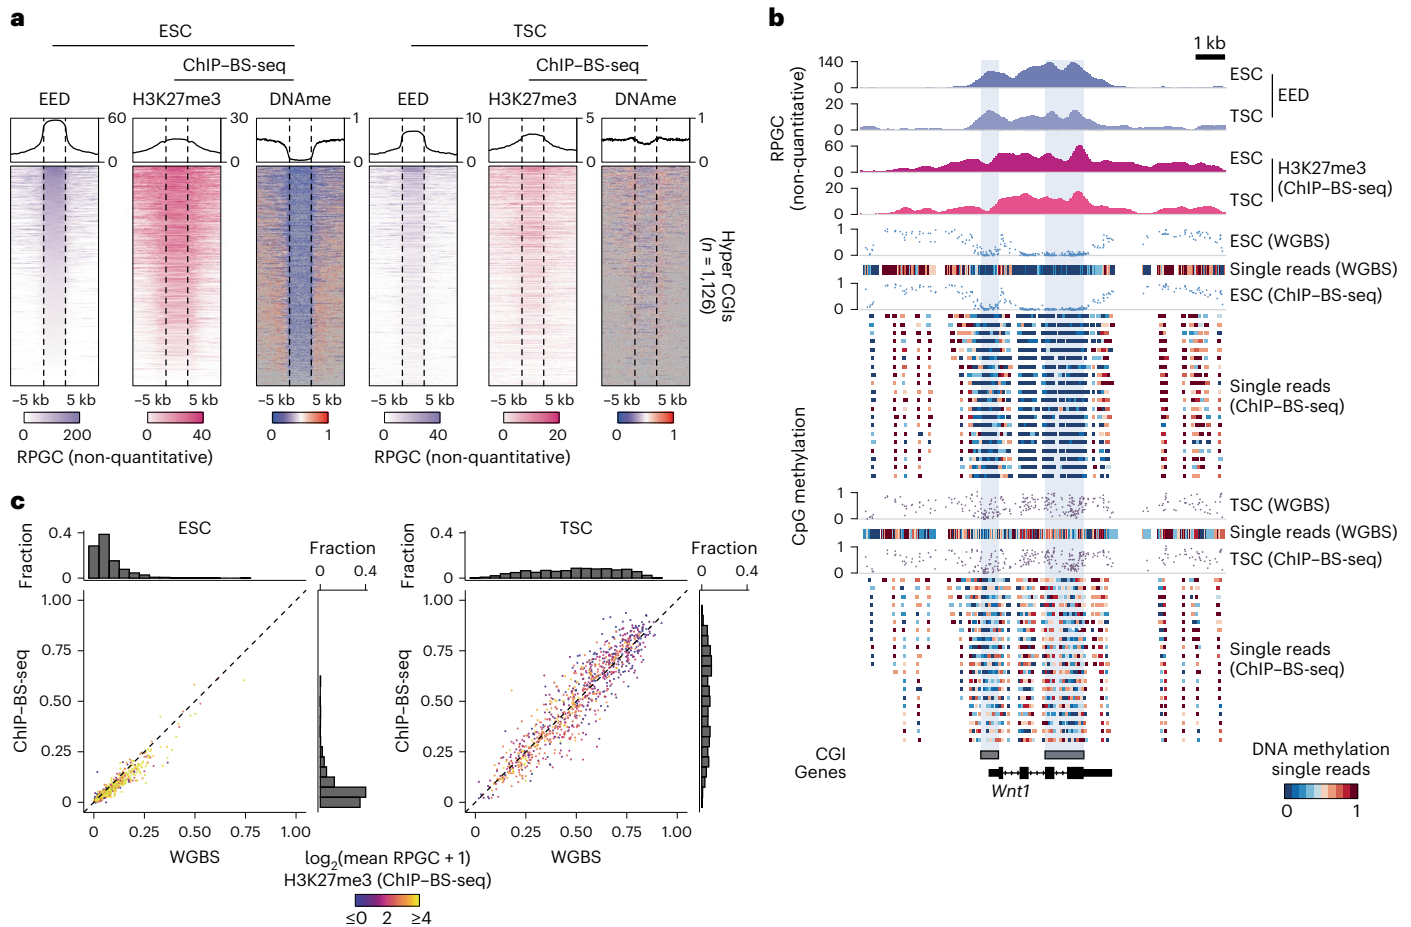 a
ESC
TSC
ChIP–BS-seq
ChIP–BS-seq
EED
H3K27me3
DNAme
EED
H3K27me3
DNAme
60
30
1
10
10
1
0
0
0
0
0
0
Hyper CGIs
(n = 1,126)
−5 kb 5 kb
−5 kb 5 kb
−5 kb 5 kb
−5 kb 5 kb
−5 kb 5 kb
−5 kb 5 kb
0 200
0 40
0 1
0 40
0 20
0 1
RPGC (non-quantitative)
RPGC (non-quantitative)
b
1 kb
RPGC
(non-quantitative)
140
0
ESC
20
0
TSC
EED
60
0
ESC
20
0
TSC
H3K27me3
(ChIP–BS-seq)
CpG methylation
1
0
ESC (WGBS)
Single reads (WGBS)
1
0
ESC (ChIP–BS-seq)
Single reads
(ChIP–BS-seq)
1
0
TSC (WGBS)
Single reads (WGBS)
1
0
TSC (ChIP–BS-seq)
Single reads
(ChIP–BS-seq)
CGI
Genes
Wnt1
DNA methylation
single reads
0 1
c
ESC
Fraction
0.4
0
Fraction
0 0.4
ChIP–BS-seq
1.00
0.75
0.50
0.25
0
0 0.25 0.50 0.75 1.00
WGBS
TSC
Fraction
0.4
0
Fraction
0 0.4
ChIP–BS-seq
1.00
0.75
0.50
0.25
0
0 0.25 0.50 0.75 1.00
WGBS
log2(mean RPGC + 1)
H3K27me3 (ChIP–BS-seq)
≤0 2 ≥4